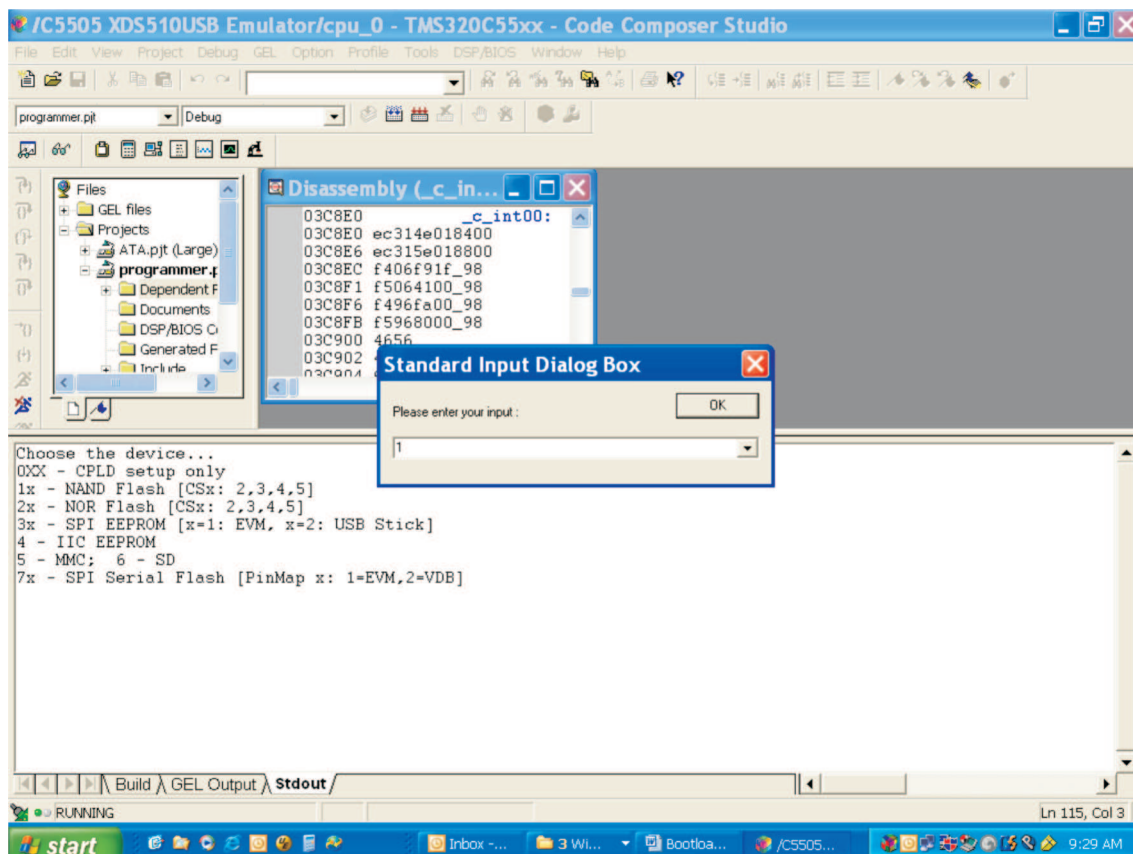 /C5505 XDS510USB Emulator/cpu_0 - TMS320C55xx - Code Composer Studio
File Edit View Project Debug GEL Option Profile Tools DSP/BIOS Window Help
programmer.pjt Debug
Files
GEL files
Projects
ATA.pjt (Large)
programmer.p
Dependent F
Documents
DSP/BIOS Co
Generated F
Include
Disassembly (_c_in...
03C8E0 _c_int00:
03C8E0 ec314e018400
03C8E6 ec315e018800
03C8EC f406f91f_98
03C8F1 f5064100_98
03C8F6 f496fa00_98
03C8FB f5968000_98
03C900 4656
03C902
03C904
Standard Input Dialog Box
Please enter your input :
OK
1
Choose the device...
0XX - CPLD setup only
1x - NAND Flash [CSx: 2,3,4,5]
2x - NOR Flash [CSx: 2,3,4,5]
3x - SPI EEPROM [x=1: EVM, x=2: USB Stick]
4 - IIC EEPROM
5 - MMC; 6 - SD
7x - SPI Serial Flash [PinMap x: 1=EVM,2=VDB]
Build GEL Output Stdout
RUNNING
Ln 115, Col 3
start Inbox -... 3 Wi... Bootloa... /C5505... 9:29 AM